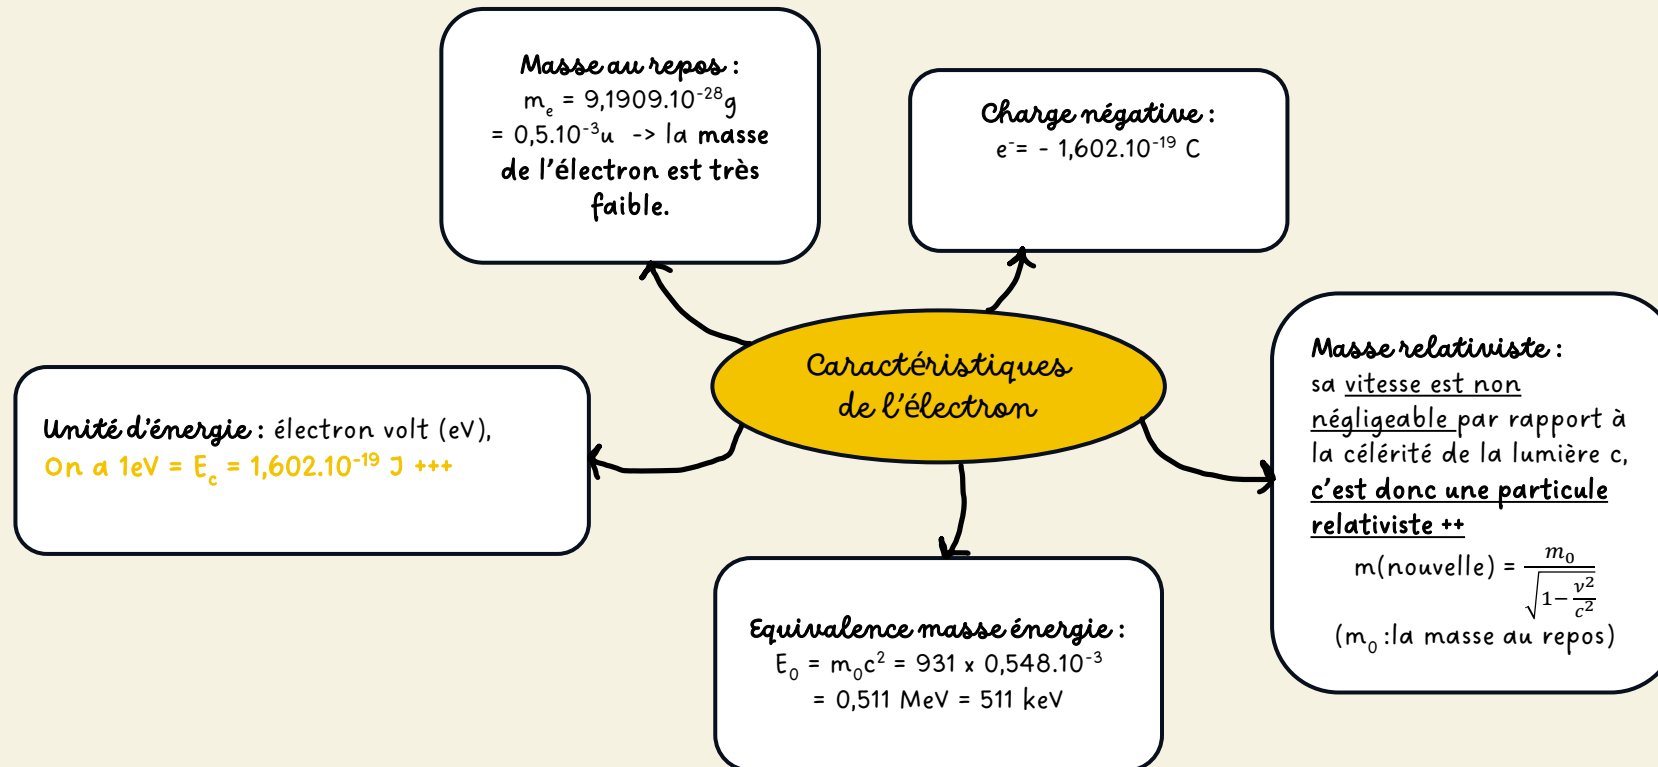 Masse au repos :
mₑ = 9,1909.10⁻²⁸g
= 0,5.10⁻³u -> la masse
de l'électron est très
faible.
Charge négative :
e⁻= - 1,602.10⁻¹⁹ C
Caractéristiques
de l'électron
Unité d'énergie : électron volt (eV),
On a 1eV = E_c = 1,602.10⁻¹⁹ J +++
Masse relativiste :
sa vitesse est non
négligeable par rapport à
la célérité de la lumière c,
c'est donc une particule
relativiste ++
m(nouvelle) = m₀ / √(1 − v²/c²)
(m₀ :la masse au repos)
Equivalence masse énergie :
E₀ = m₀c² = 931 x 0,548.10⁻³
= 0,511 MeV = 511 keV